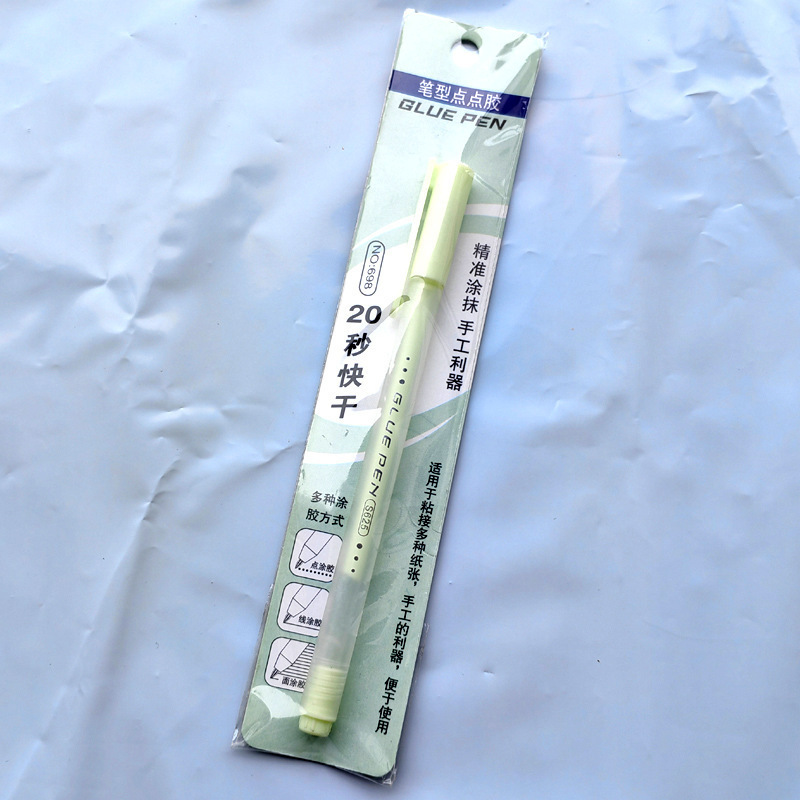 笔型点点胶
GLUE PEN
精准涂抹 手工利器
NO:698
20
秒
快
干
GLUE PEN S625
多种涂
胶方式
点涂胶
线涂胶
面涂胶
适用于粘接多种纸张，手工的利器，便于使用